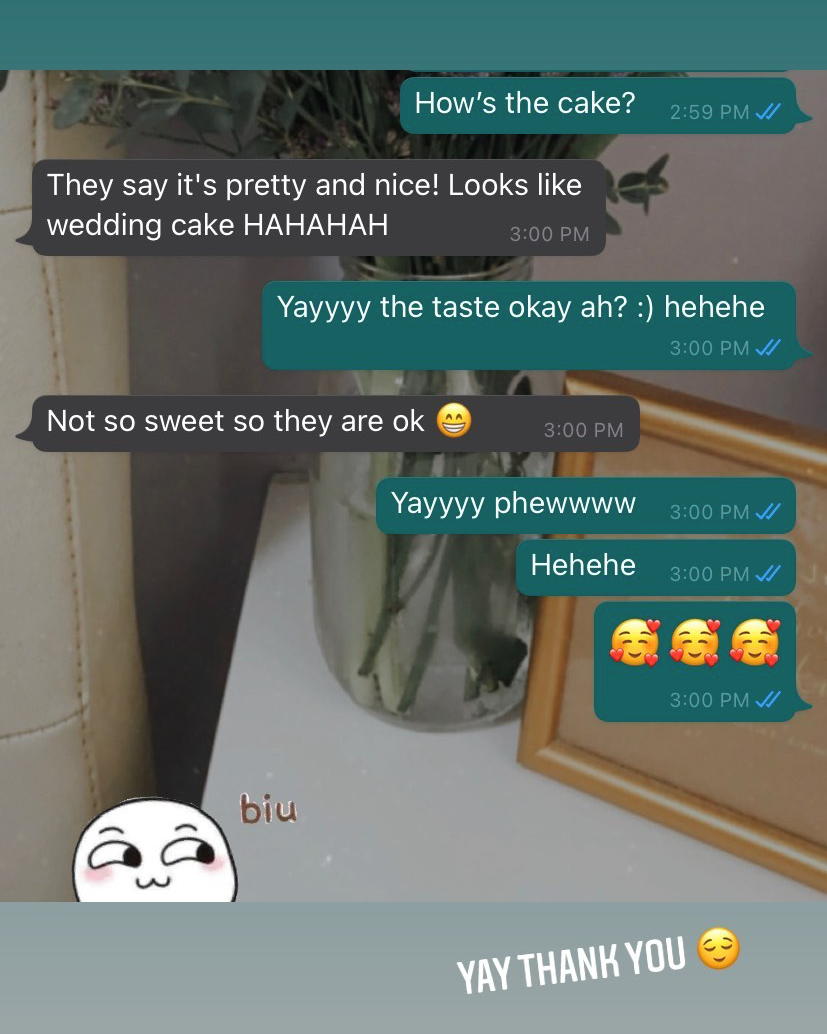 How’s the cake? 2:59 PM
They say it's pretty and nice! Looks like
wedding cake HAHAHAH 3:00 PM
Yayyyy the taste okay ah? :) hehehe
3:00 PM
Not so sweet so they are ok 😁 3:00 PM
Yayyyy phewwww 3:00 PM
Hehehe 3:00 PM
🥰🥰🥰
3:00 PM
biu
YAY THANK YOU 😌